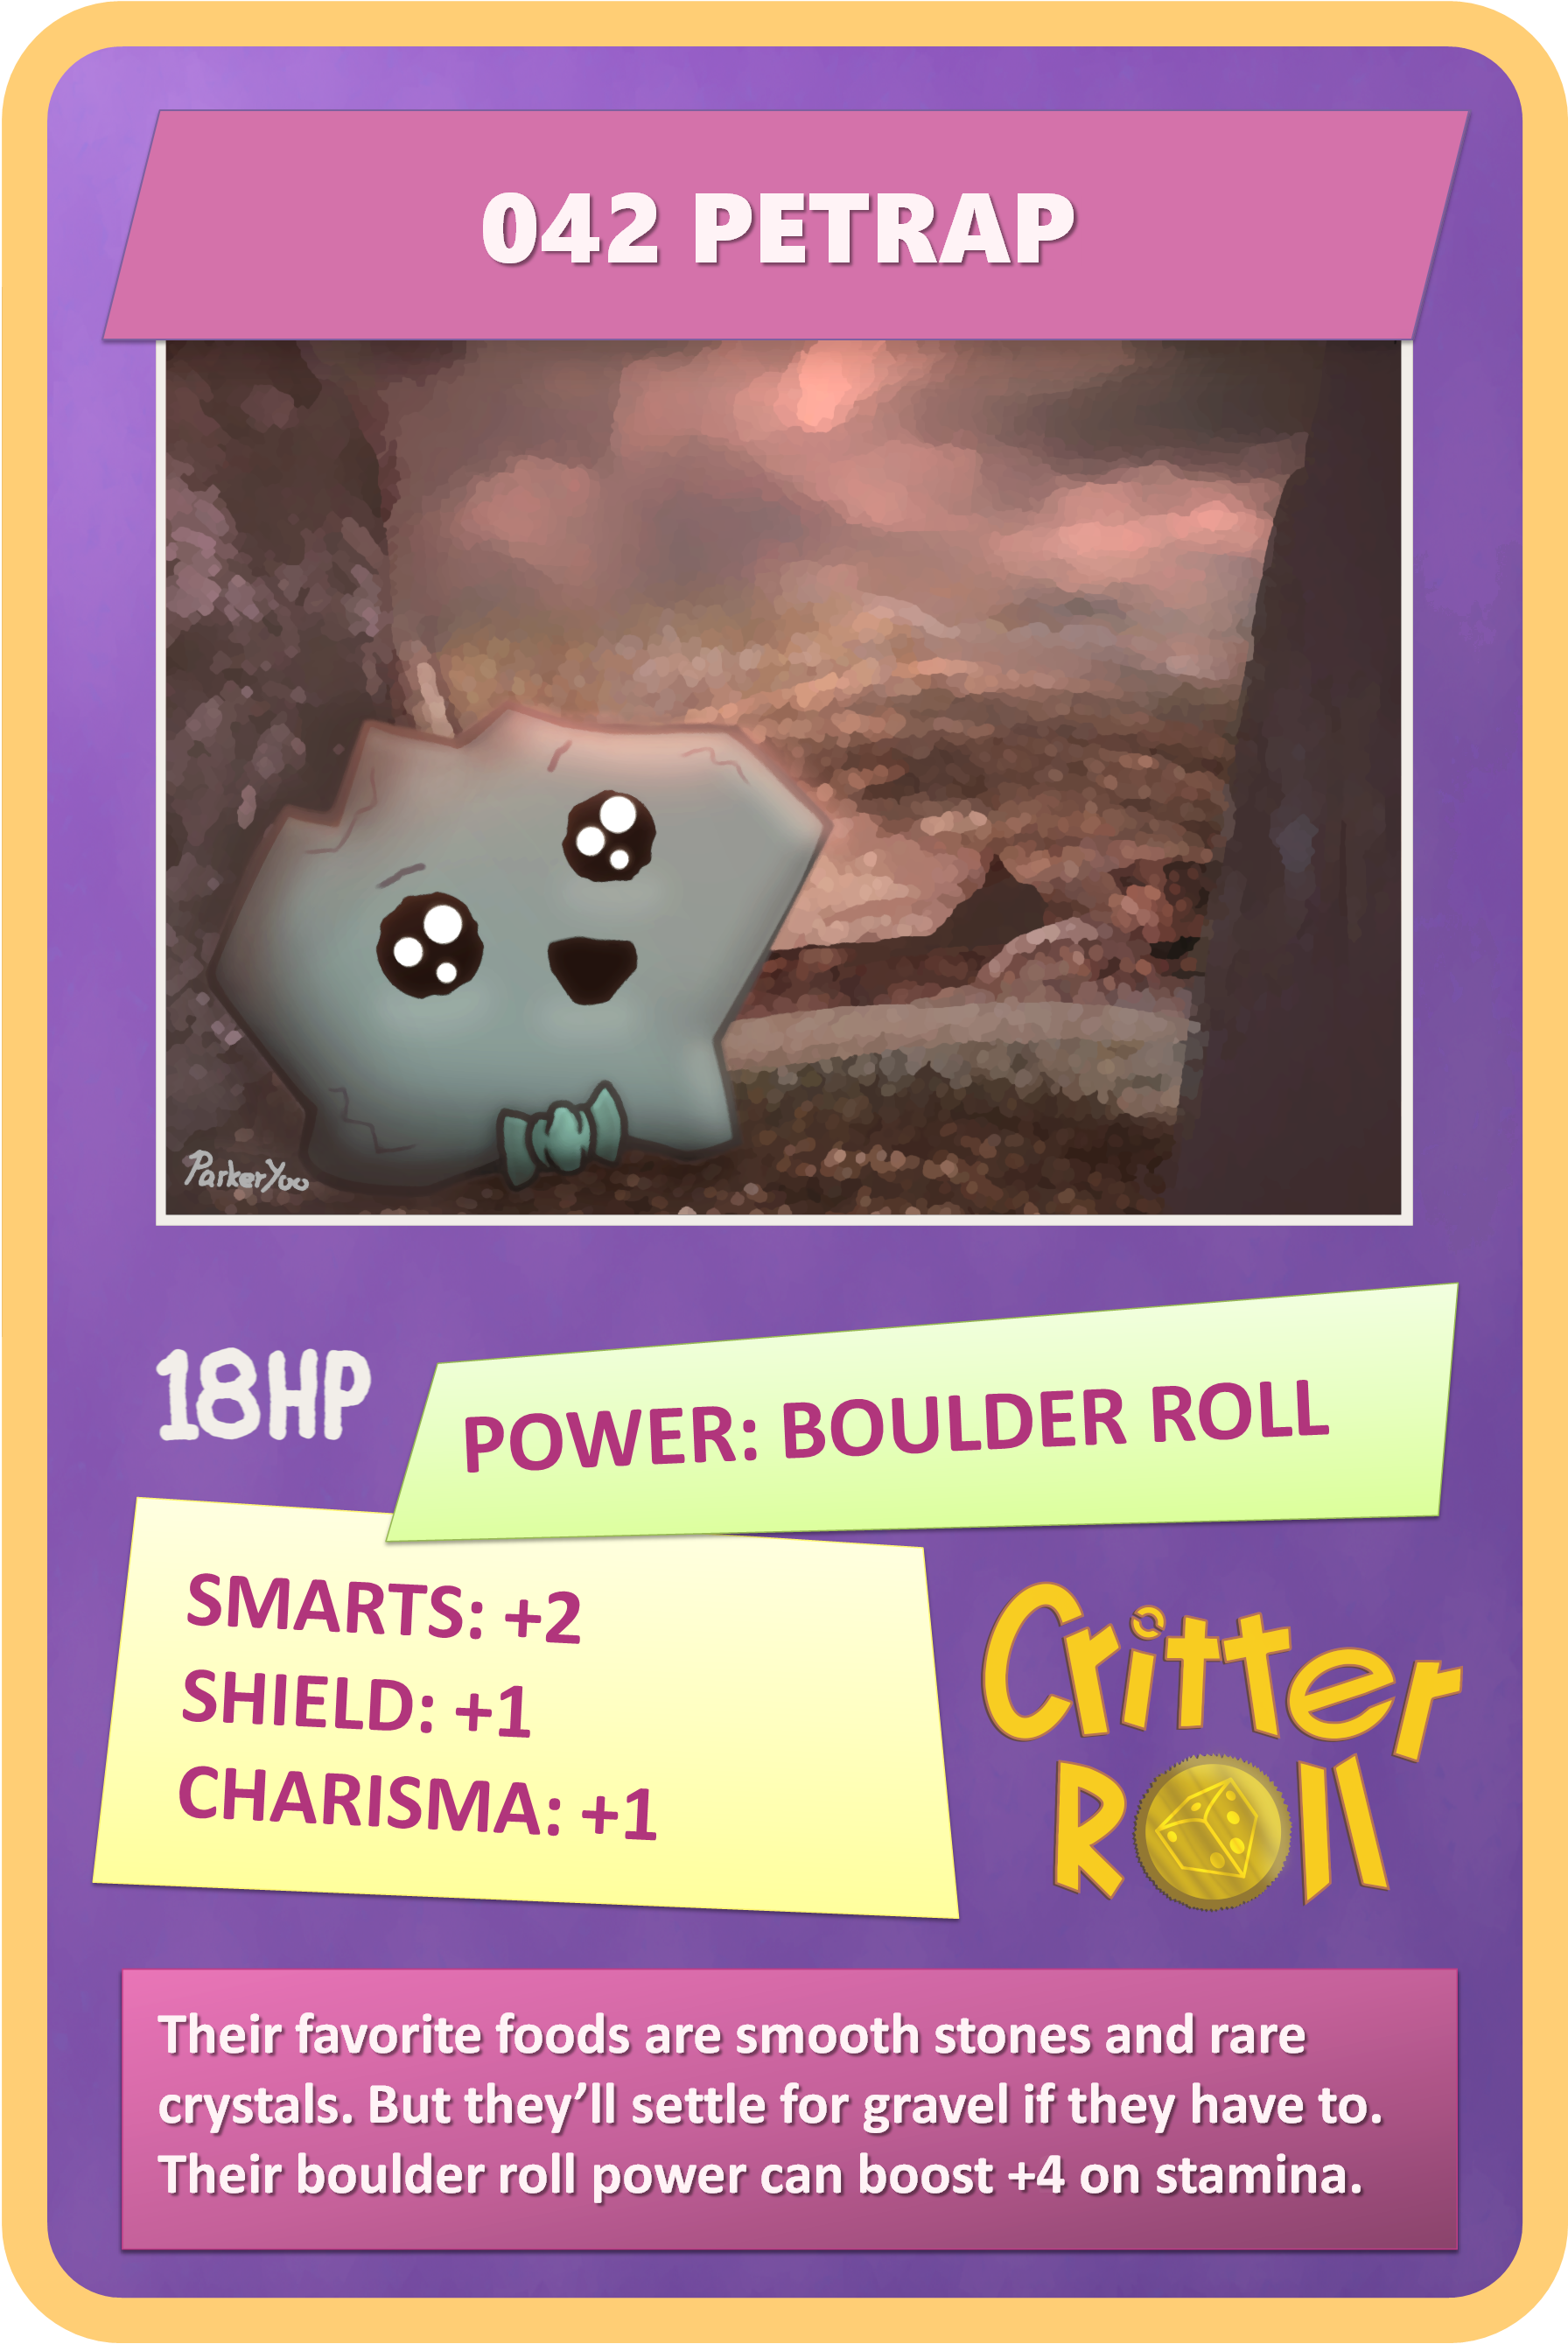 042 PETRAP
ParkerYoo
18HP
POWER: BOULDER ROLL
SMARTS: +2
SHIELD: +1
CHARISMA: +1
Critter
Roll
Their favorite foods are smooth stones and rare
crystals. But they’ll settle for gravel if they have to.
Their boulder roll power can boost +4 on stamina.